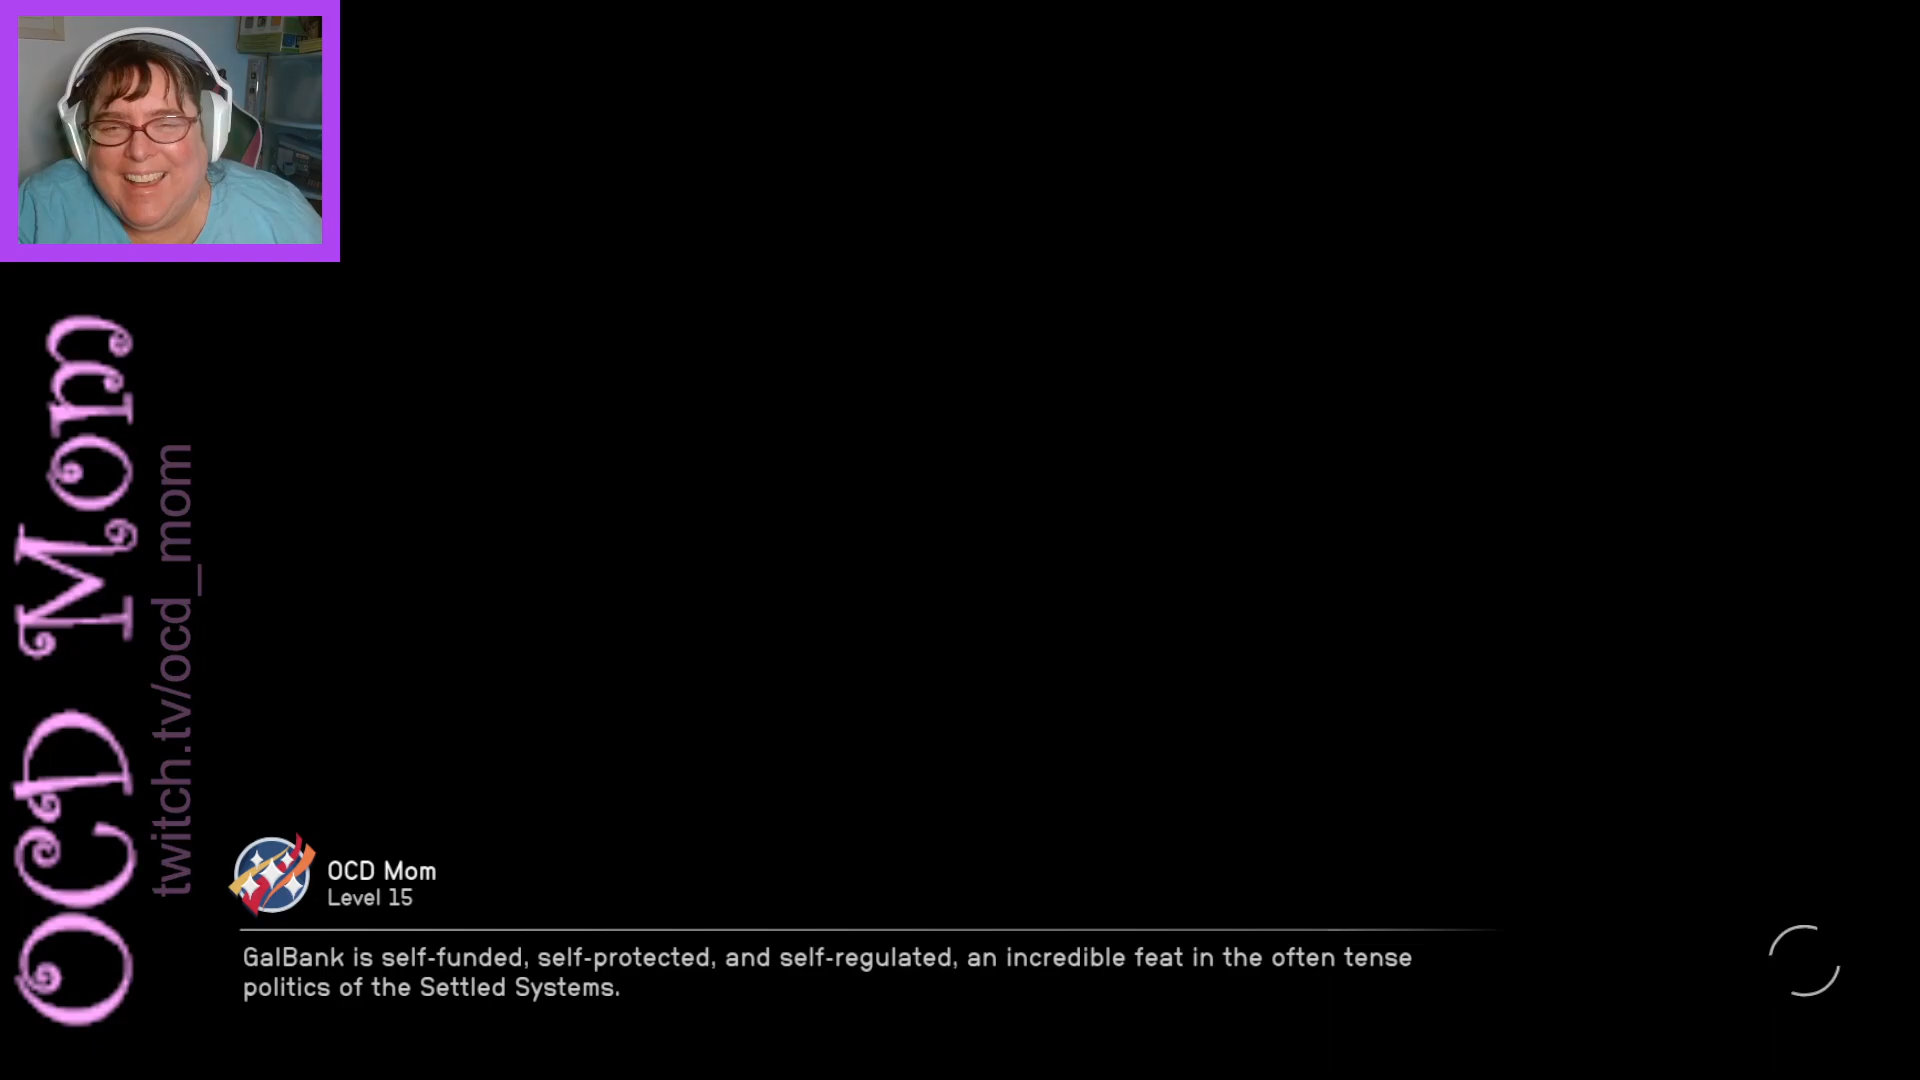 OCD Mom
twitch.tv/ocd_mom
OCD Mom
Level 15
GalBank is self-funded, self-protected, and self-regulated, an incredible feat in the often tense
politics of the Settled Systems.